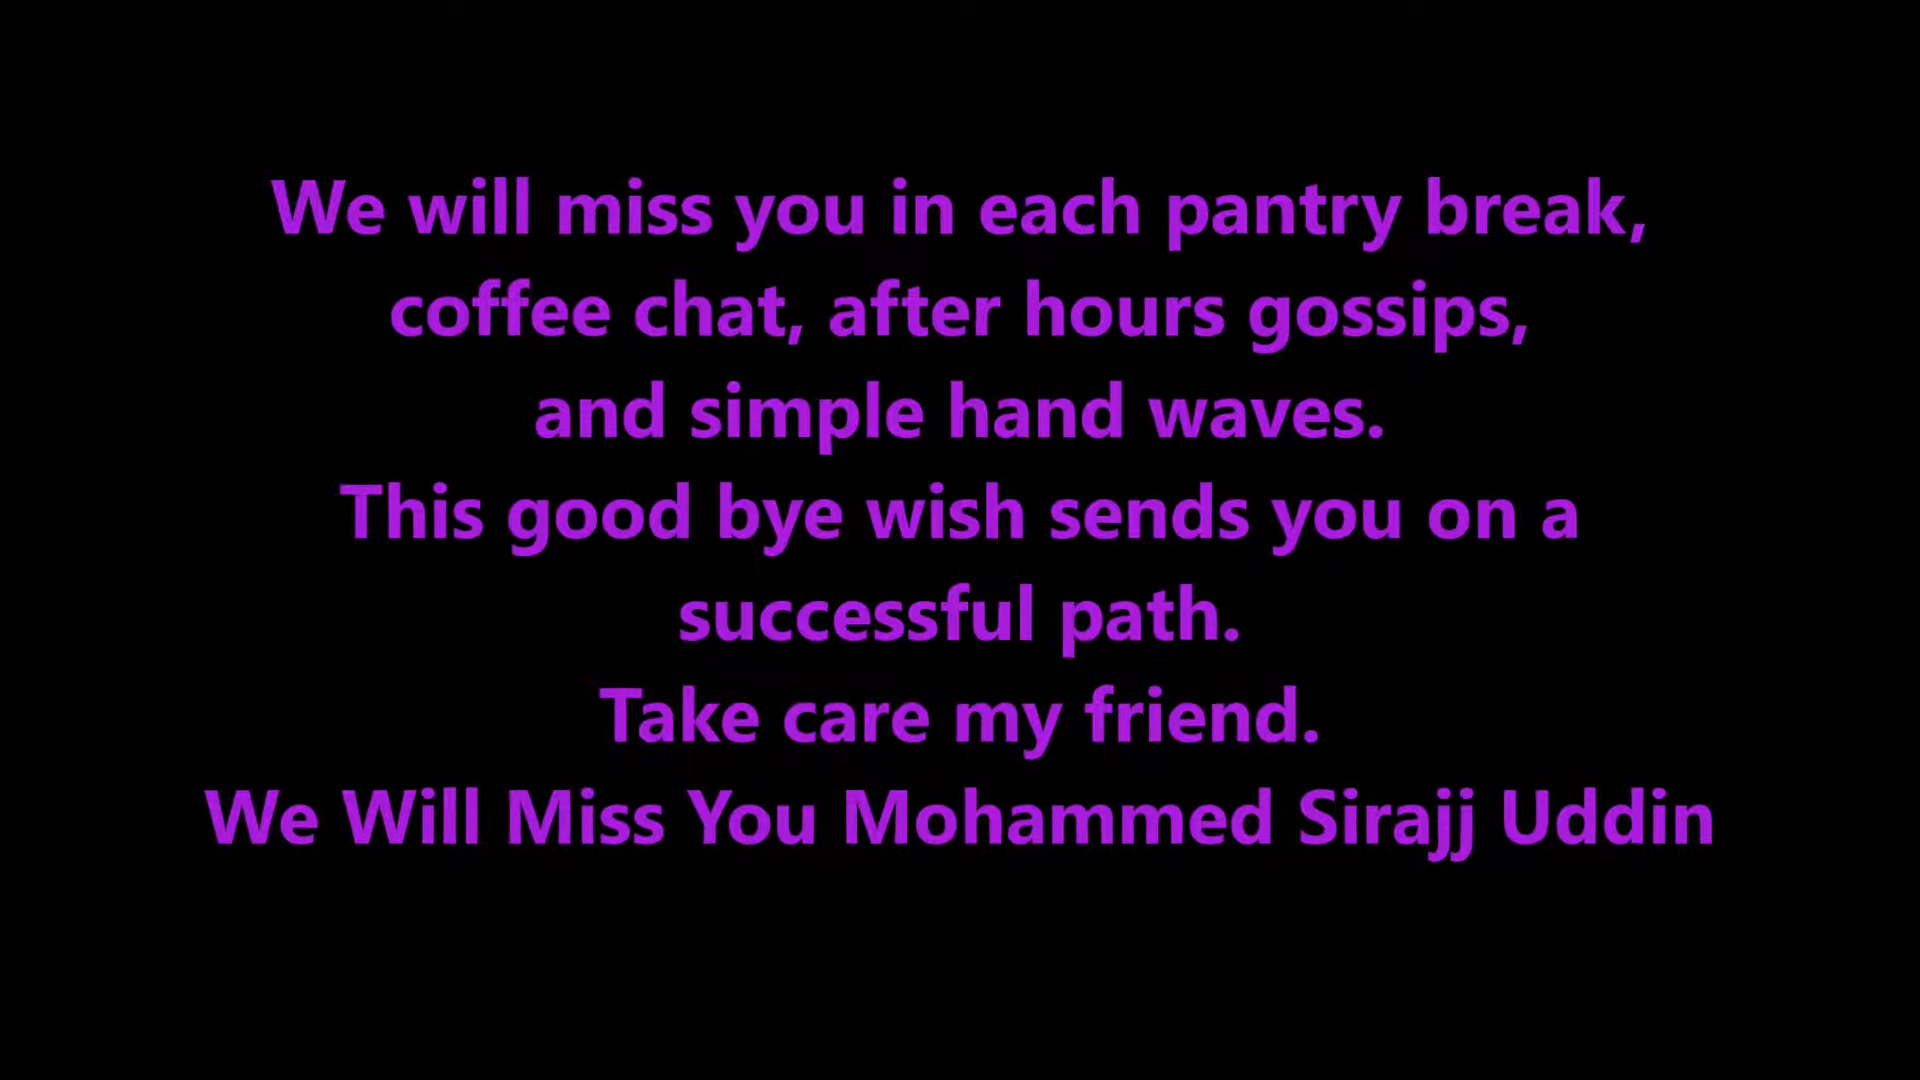 We will miss you in each pantry break,
coffee chat, after hours gossips,
and simple hand waves.
This good bye wish sends you on a
successful path.
Take care my friend.
We Will Miss You Mohammed Sirajj Uddin